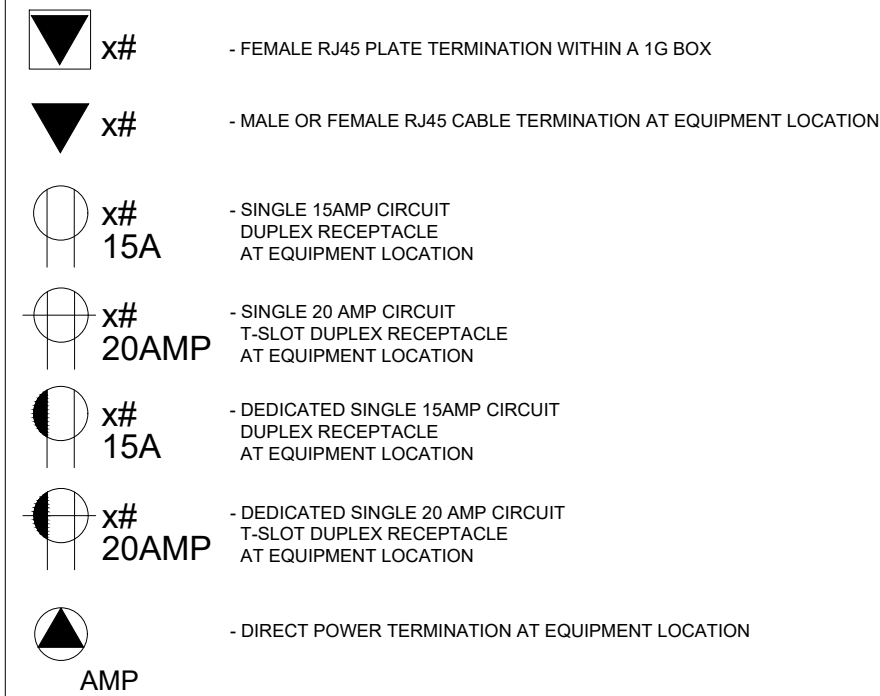 x# - FEMALE RJ45 PLATE TERMINATION WITHIN A 1G BOX
x# - MALE OR FEMALE RJ45 CABLE TERMINATION AT EQUIPMENT LOCATION
x#
15A
- SINGLE 15AMP CIRCUIT
DUPLEX RECEPTACLE
AT EQUIPMENT LOCATION
x#
20AMP
- SINGLE 20 AMP CIRCUIT
T-SLOT DUPLEX RECEPTACLE
AT EQUIPMENT LOCATION
x#
15A
- DEDICATED SINGLE 15AMP CIRCUIT
DUPLEX RECEPTACLE
AT EQUIPMENT LOCATION
x#
20AMP
- DEDICATED SINGLE 20 AMP CIRCUIT
T-SLOT DUPLEX RECEPTACLE
AT EQUIPMENT LOCATION
- DIRECT POWER TERMINATION AT EQUIPMENT LOCATION
AMP